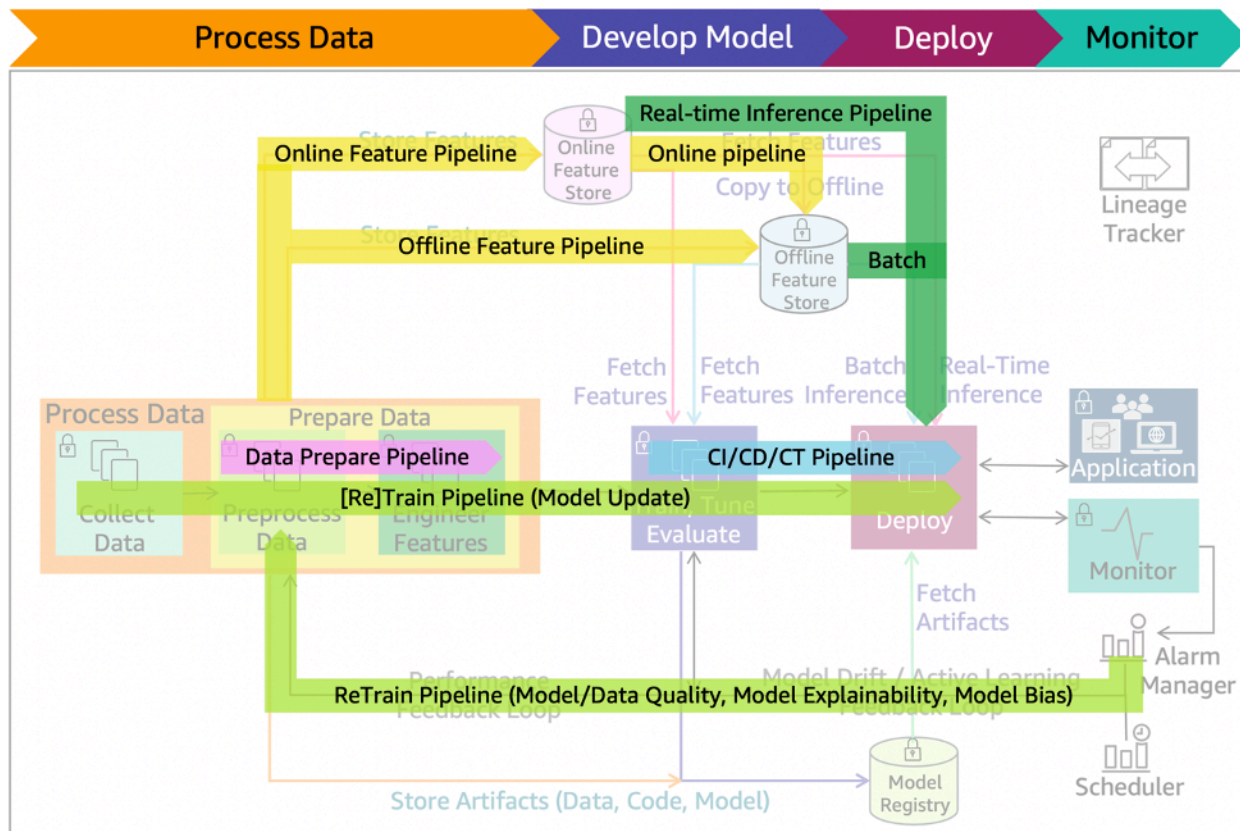 Process Data
Develop Model
Deploy
Monitor
Real-time Inference Pipeline
Store Features
Online Feature Pipeline
Online
Feature
Store
Fetch Features
Online pipeline
Copy to Offline
Lineage
Tracker
Store Features
Offline Feature Pipeline
Offline
Feature
Store
Batch
Fetch
Features
Fetch
Features
Batch
Inference
Real-Time
Inference
Process Data
Prepare Data
Data Prepare Pipeline
CI/CD/CT Pipeline
Application
[Re]Train Pipeline (Model Update)
Collect
Data
Preprocess
Data
Engineer
Features
Train, Tune
Evaluate
Deploy
Monitor
Fetch
Artifacts
Alarm
Manager
Performance
Feedback Loop
Model Drift / Active Learning
Feedback Loop
ReTrain Pipeline (Model/Data Quality, Model Explainability, Model Bias)
Model
Registry
Scheduler
Store Artifacts (Data, Code, Model)